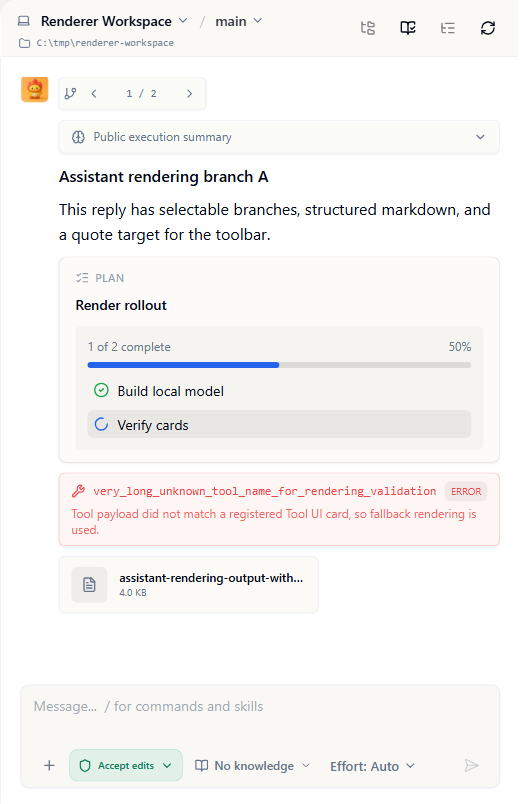 Renderer Workspace / main
C:\tmp\renderer-workspace
1 / 2
Public execution summary
Assistant rendering branch A
This reply has selectable branches, structured markdown, and
a quote target for the toolbar.
PLAN
Render rollout
1 of 2 complete 50%
Build local model
Verify cards
very_long_unknown_tool_name_for_rendering_validation ERROR
Tool payload did not match a registered Tool UI card, so fallback rendering is
used.
assistant-rendering-output-with...
4.0 KB
Message... / for commands and skills
Accept edits No knowledge Effort: Auto